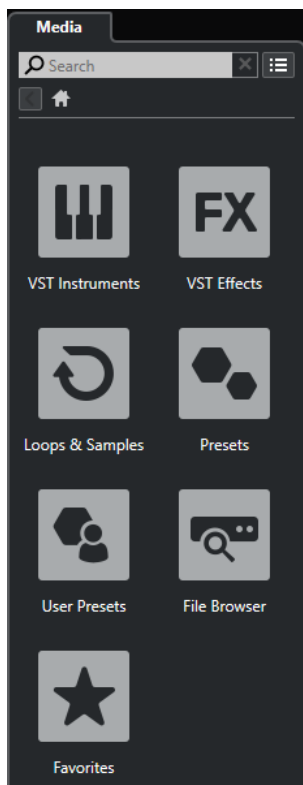 Media
Search
VST Instruments
FX
VST Effects
Loops & Samples
Presets
User Presets
File Browser
Favorites